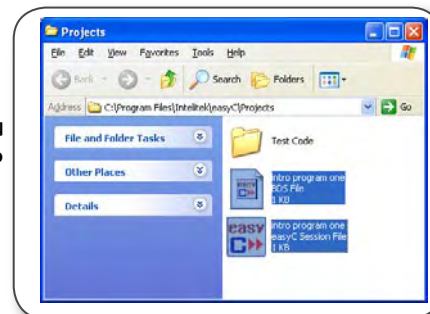 Projects
File Edit View Favorites Tools Help
Back Search Folders
Address C:\Program Files\Intelitek\easyC\Projects Go
File and Folder Tasks
Other Places
Details
Test Code
intro program one
BDS File
1 KB
intro program one
easyC Session File
1 KB